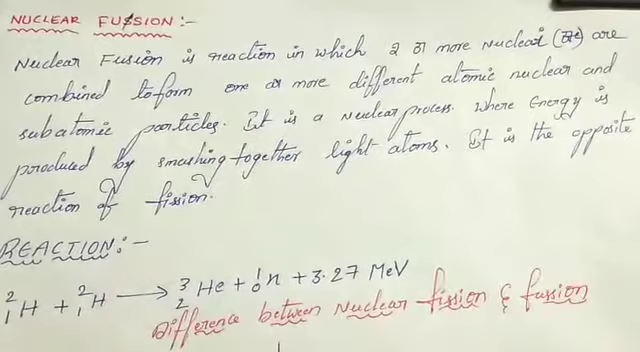 NUCLEAR FUSSION :-
Nuclear Fusion is reaction in which 2 or more Nuclear are
combined to form one or more different atomic nuclear and
subatomic particles. It is a Nuclear process. Where Energy is
produced by smashing together light atoms. It is the opposite
reaction of fission.
REACTION :-
²₁H + ²₁H → ³₂He + ¹₀n + 3.27 MeV
Difference between Nuclear fission & fussion